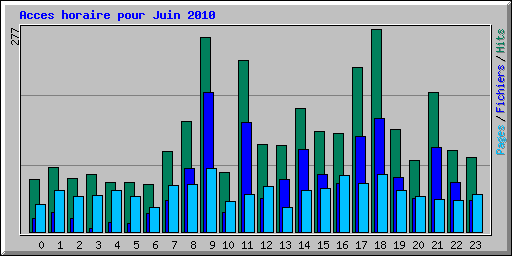 Acces horaire pour Juin 2010
277
Pages / Fichiers / Hits
0 1 2 3 4 5 6 7 8 9 10 11 12 13 14 15 16 17 18 19 20 21 22 23